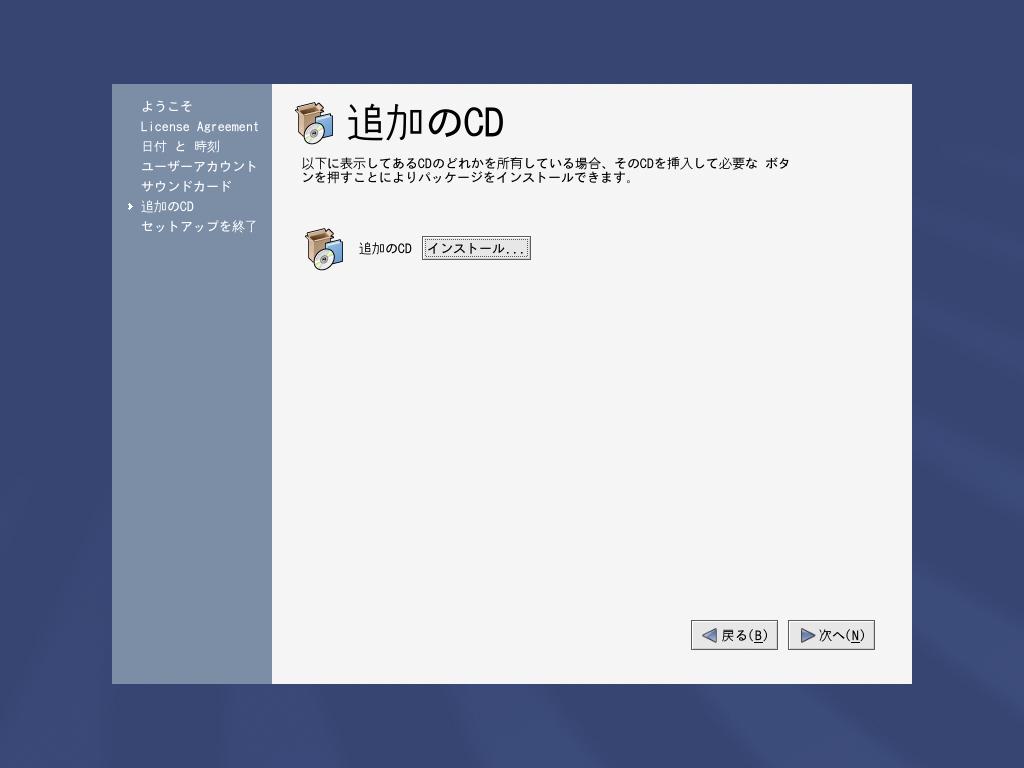 ようこそ
License Agreement
日付 と 時刻
ユーザーアカウント
サウンドカード
追加のCD
セットアップを終了
追加のCD
以下に表示してあるCDのどれかを所有している場合、そのCDを挿入して必要な ボタ
ンを押すことによりパッケージをインストールできます。
追加のCD インストール...
戻る(B) 次へ(N)